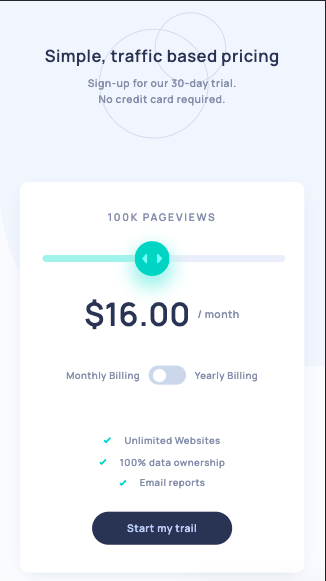 Simple, traffic based pricing
Sign-up for our 30-day trial.
No credit card required.
100K PAGEVIEWS
$16.00 / month
Monthly Billing Yearly Billing
Unlimited Websites
100% data ownership
Email reports
Start my trail